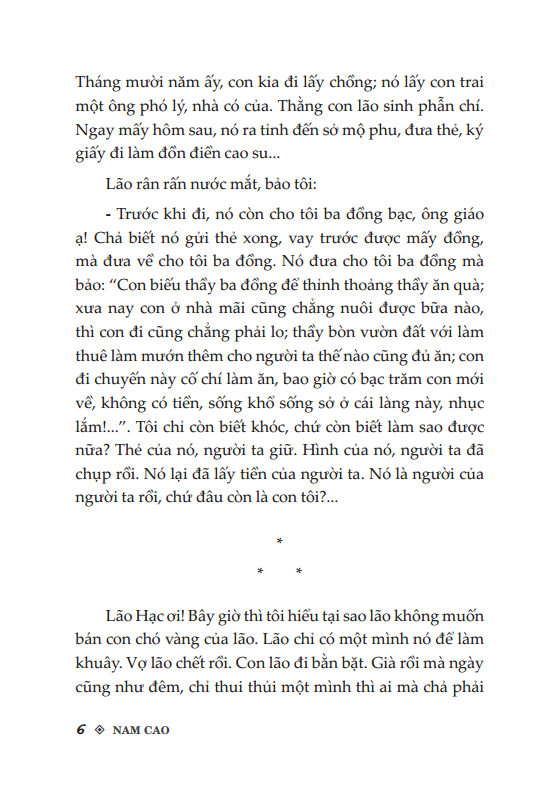 Tháng mười năm ấy, con kia đi lấy chồng; nó lấy con trai
một ông phó lý, nhà có của. Thằng con lão sinh phẫn chí.
Ngay mấy hôm sau, nó ra tỉnh đến sở mộ phu, đưa thẻ, ký
giấy đi làm đồn điền cao su...
Lão rân rấn nước mắt, bảo tôi:
- Trước khi đi, nó còn cho tôi ba đồng bạc, ông giáo
ạ! Chả biết nó gửi thẻ xong, vay trước được mấy đồng,
mà đưa về cho tôi ba đồng. Nó đưa cho tôi ba đồng mà
bảo: “Con biếu thầy ba đồng để thỉnh thoảng thầy ăn quà;
xưa nay con ở nhà mãi cũng chẳng nuôi được bữa nào,
thì con đi cũng chẳng phải lo; thầy bòn vườn đất với làm
thuê làm mướn thêm cho người ta thế nào cũng đủ ăn; con
đi chuyến này cố chí làm ăn, bao giờ có bạc trăm con mới
về, không có tiền, sống khổ sống sở ở cái làng này, nhục
lắm!...”. Tôi chỉ còn biết khóc, chứ còn biết làm sao được
nữa? Thẻ của nó, người ta giữ. Hình của nó, người ta đã
chụp rồi. Nó lại đã lấy tiền của người ta. Nó là người của
người ta rồi, chứ đâu còn là con tôi?...
*
* *
Lão Hạc ơi! Bây giờ thì tôi hiểu tại sao lão không muốn
bán con chó vàng của lão. Lão chỉ có một mình nó để làm
khuây. Vợ lão chết rồi. Con lão đi bằn bặt. Già rồi mà ngày
cũng như đêm, chỉ thui thủi một mình thì ai mà chả phải
6 NAM CAO